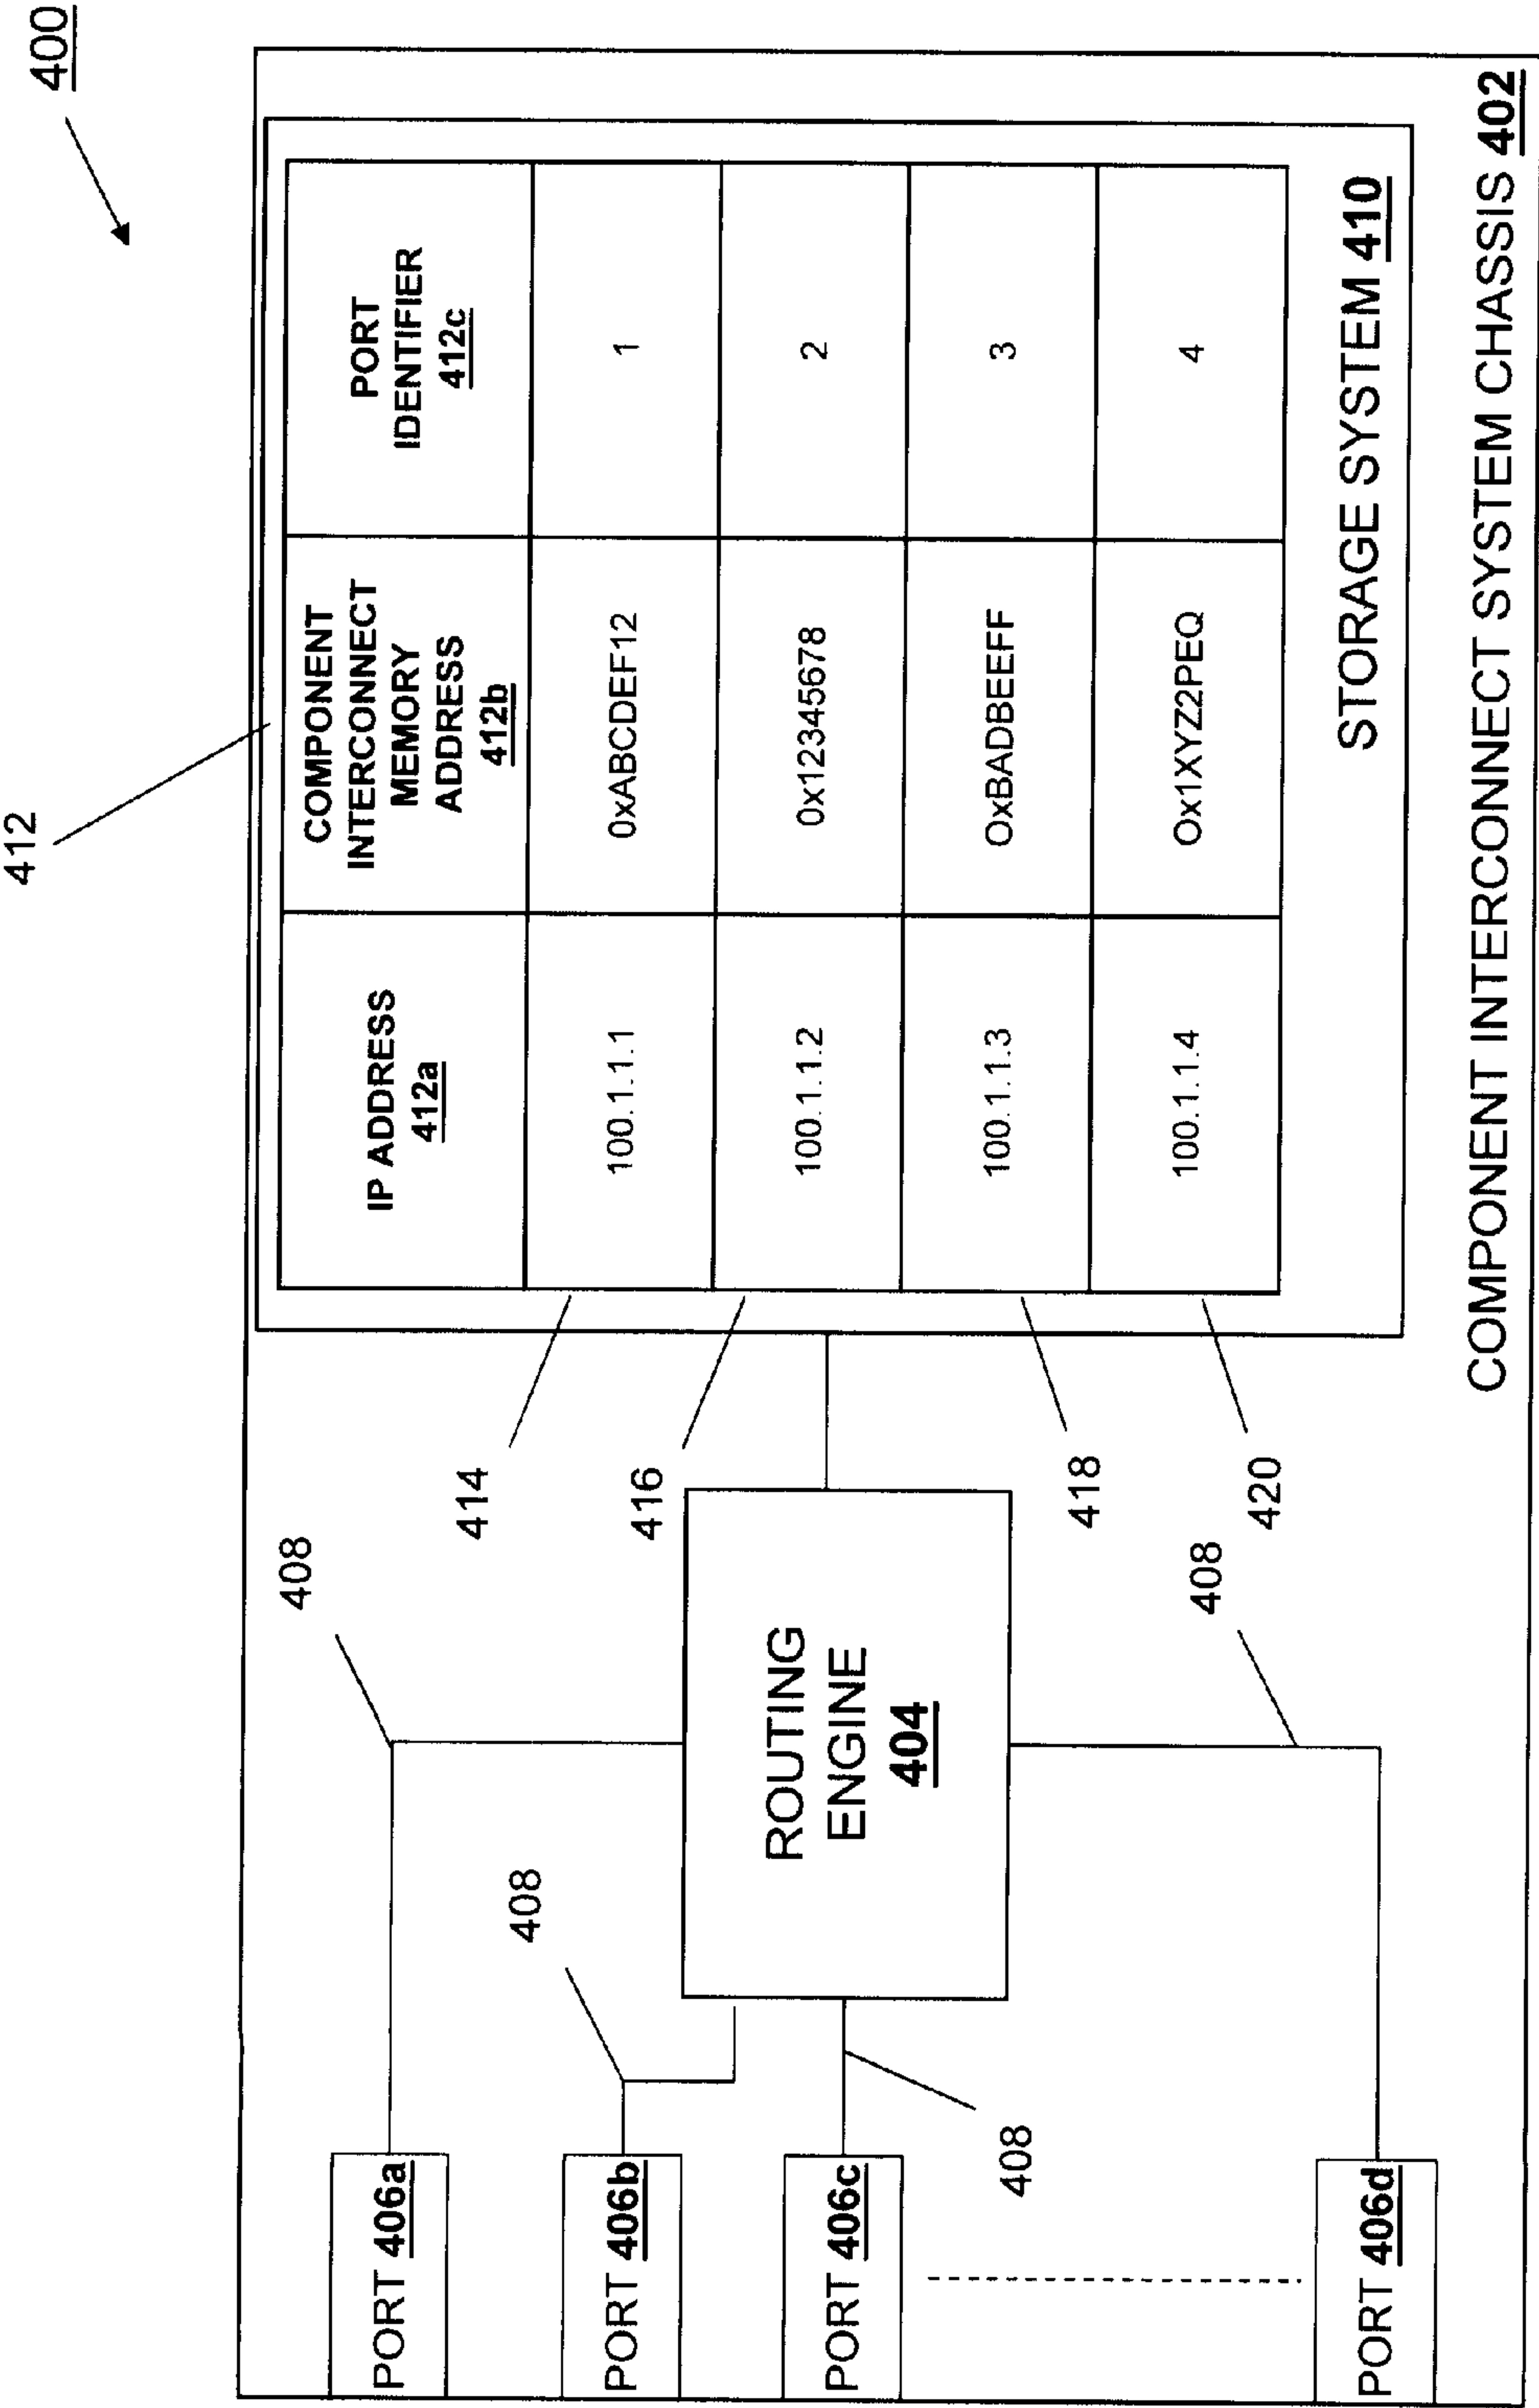 400
412
412
IP ADDRESS
412a
COMPONENT
INTERCONNECT
MEMORY
ADDRESS
412b
PORT
IDENTIFIER
412c
100.1.1.1
0xABCDEF12
1
100.1.1.2
0x12345678
2
100.1.1.3
OxBADBEEFF
3
100.1.1.4
Ox1XYZ2PEQ
4
STORAGE SYSTEM 410
414
416
418
420
408
408
408
408
ROUTING
ENGINE
404
PORT 406a
PORT 406b
PORT 406c
PORT 406d
COMPONENT INTERCONNECT SYSTEM CHASSIS 402